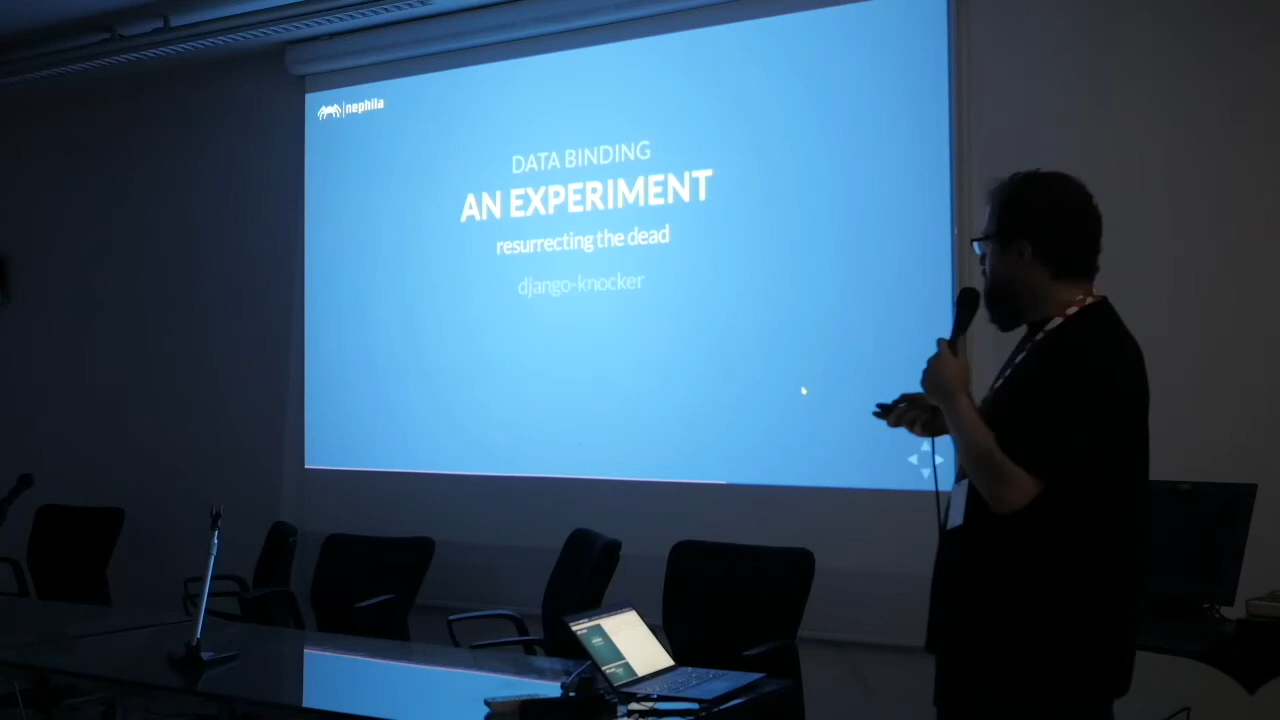 nephila
DATA BINDING
AN EXPERIMENT
resurrecting the dead
django-knocker